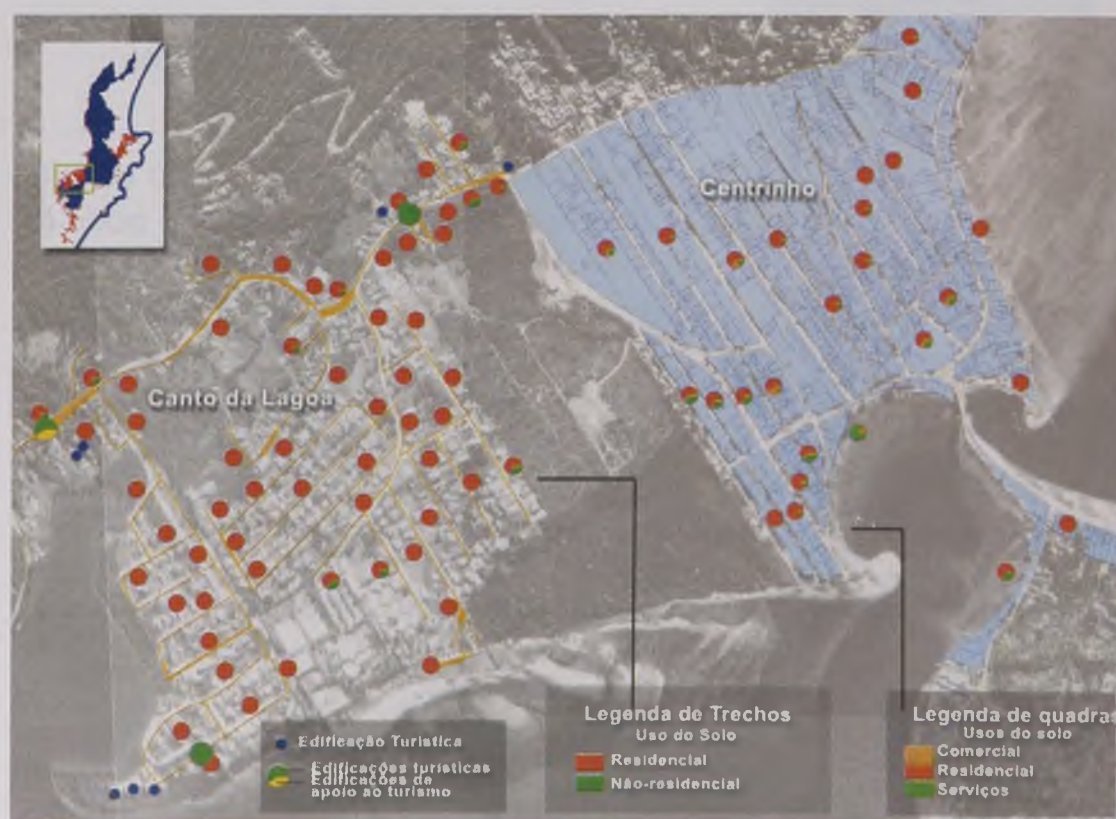 Centrinho
Canto da Lagoa
Edificação Turística
Edificações turísticas
Edificações de
apoio ao turismo
Legenda de Trechos
Uso do Solo
Residencial
Não-residencial
Legenda de quadras
Usos do solo
Comercial
Residencial
Serviços